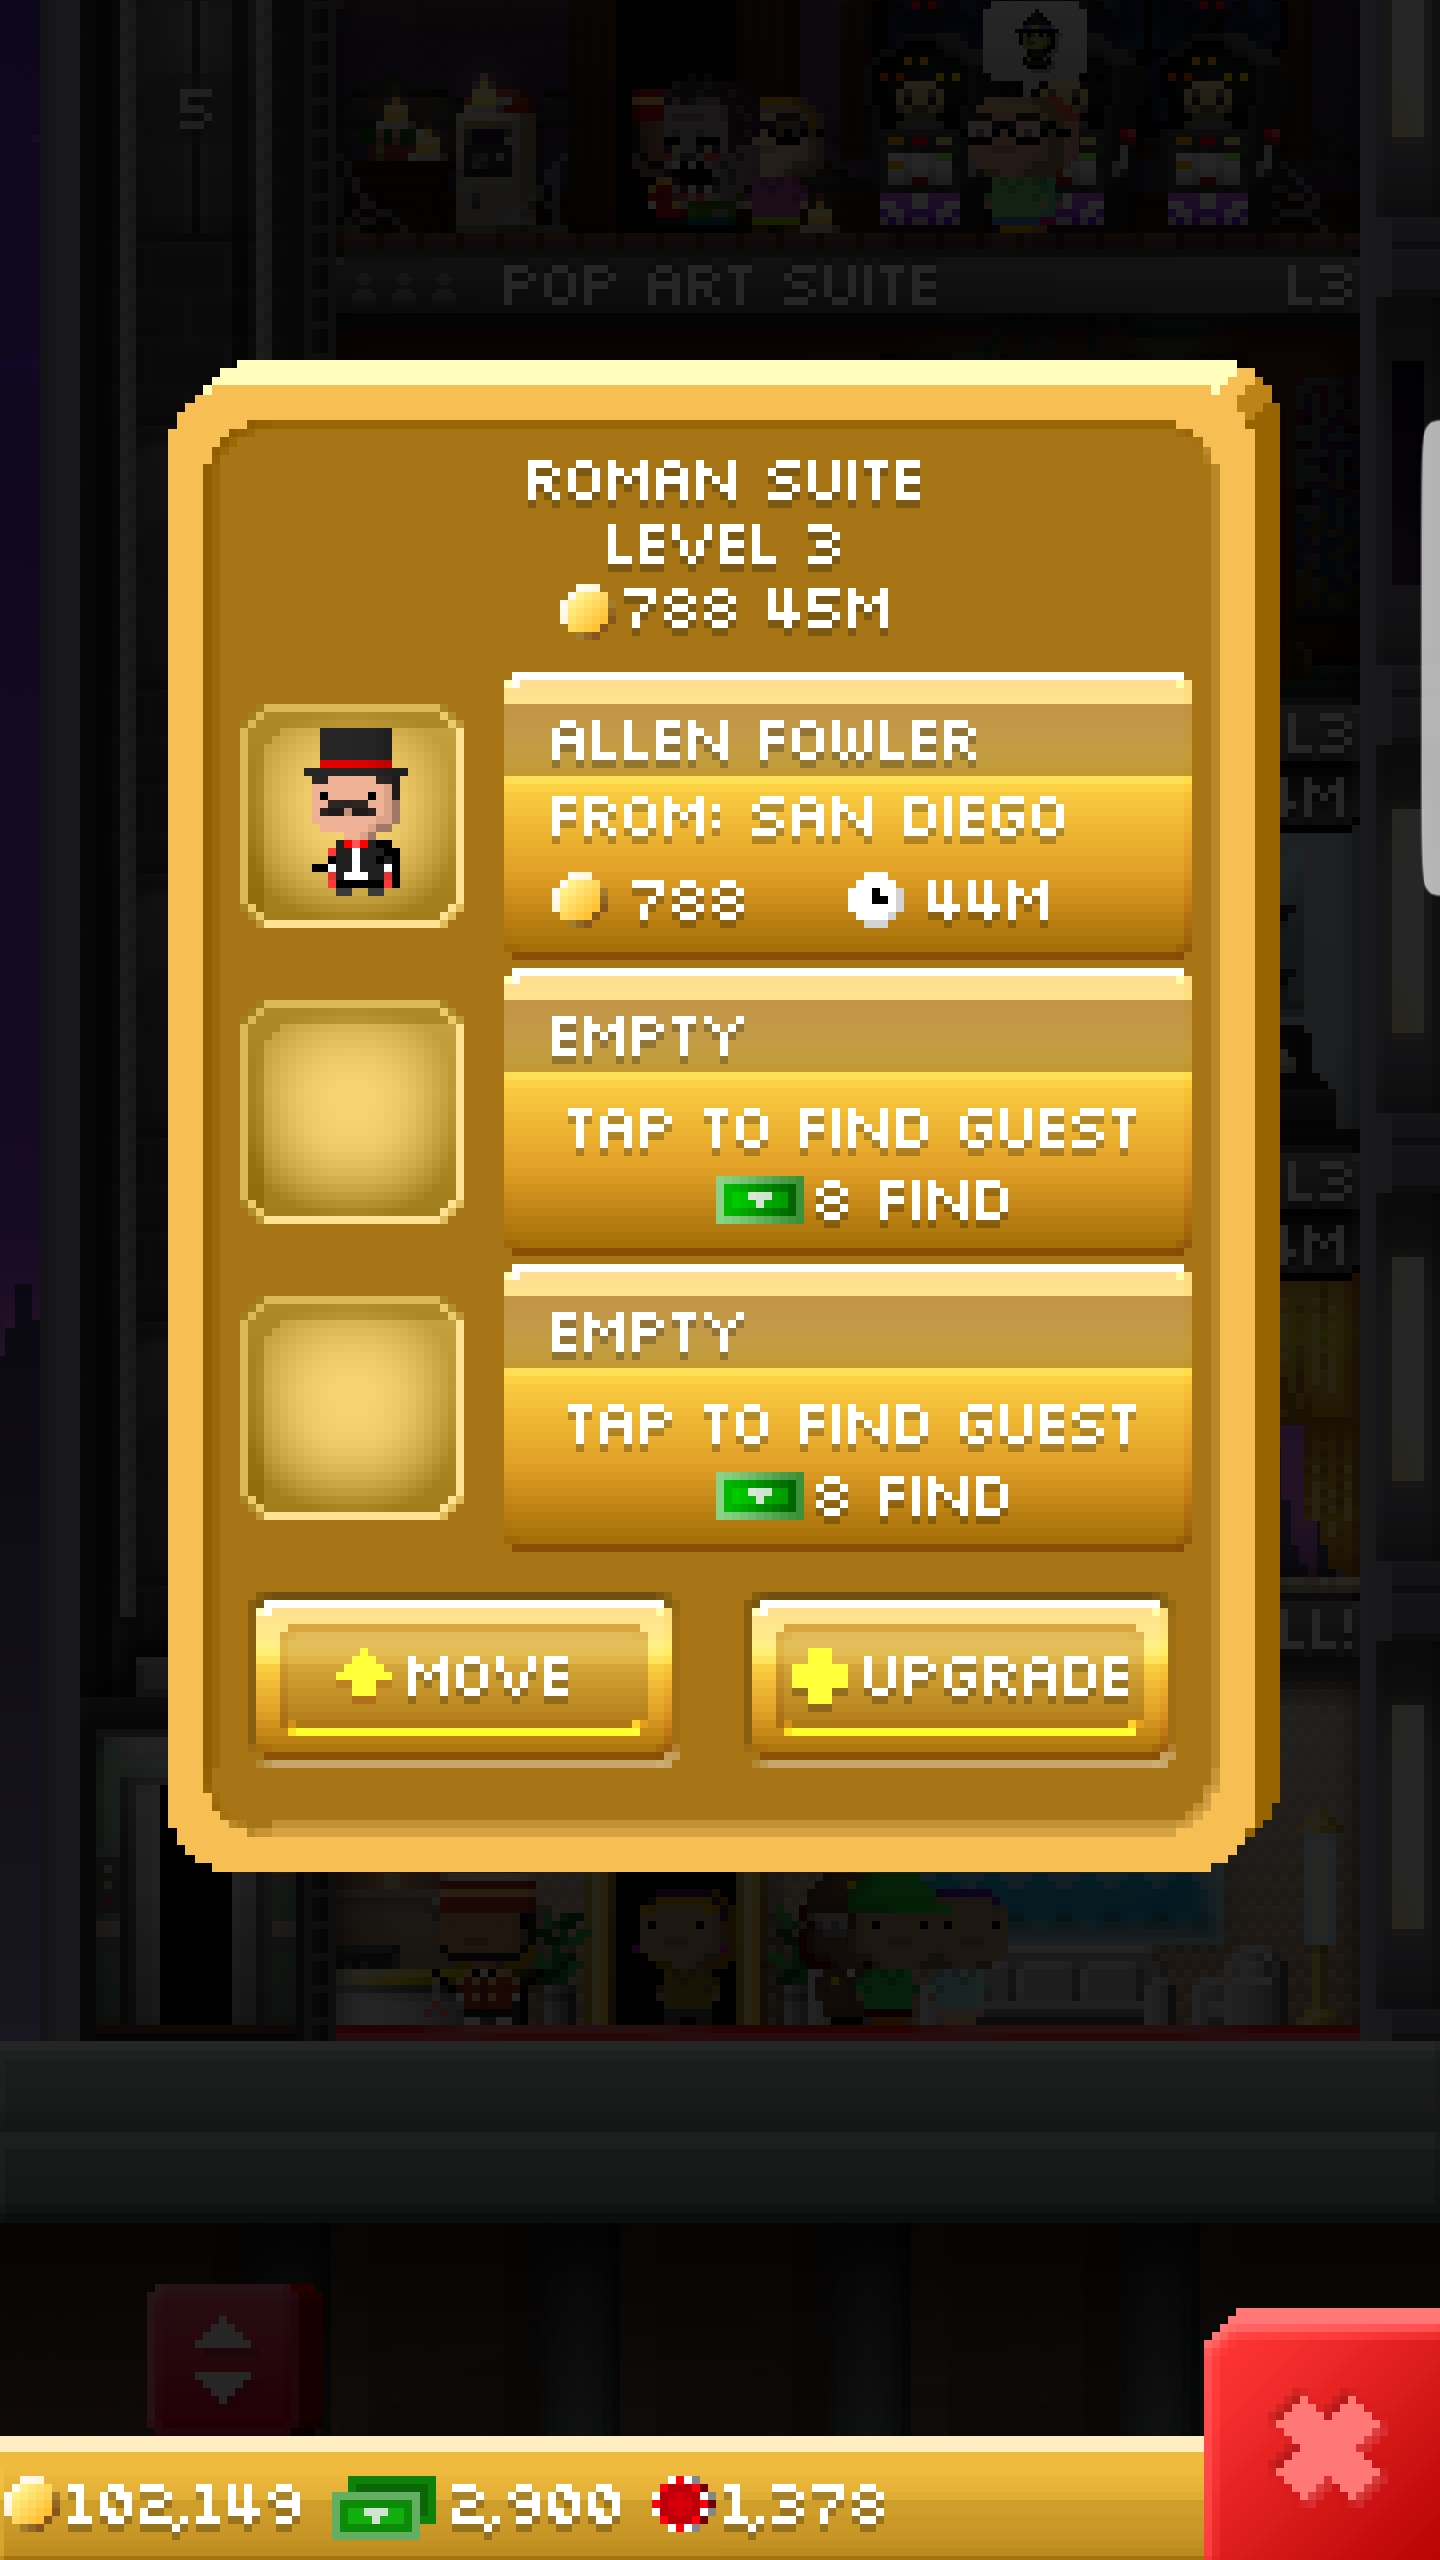 5
POP ART SUITE L3
ROMAN SUITE
LEVEL 3
788 45M
ALLEN FOWLER
FROM: SAN DIEGO
788 44M
EMPTY
TAP TO FIND GUEST
8 FIND
EMPTY
TAP TO FIND GUEST
8 FIND
MOVE UPGRADE
L3
L3
102,149 2,900 1,378